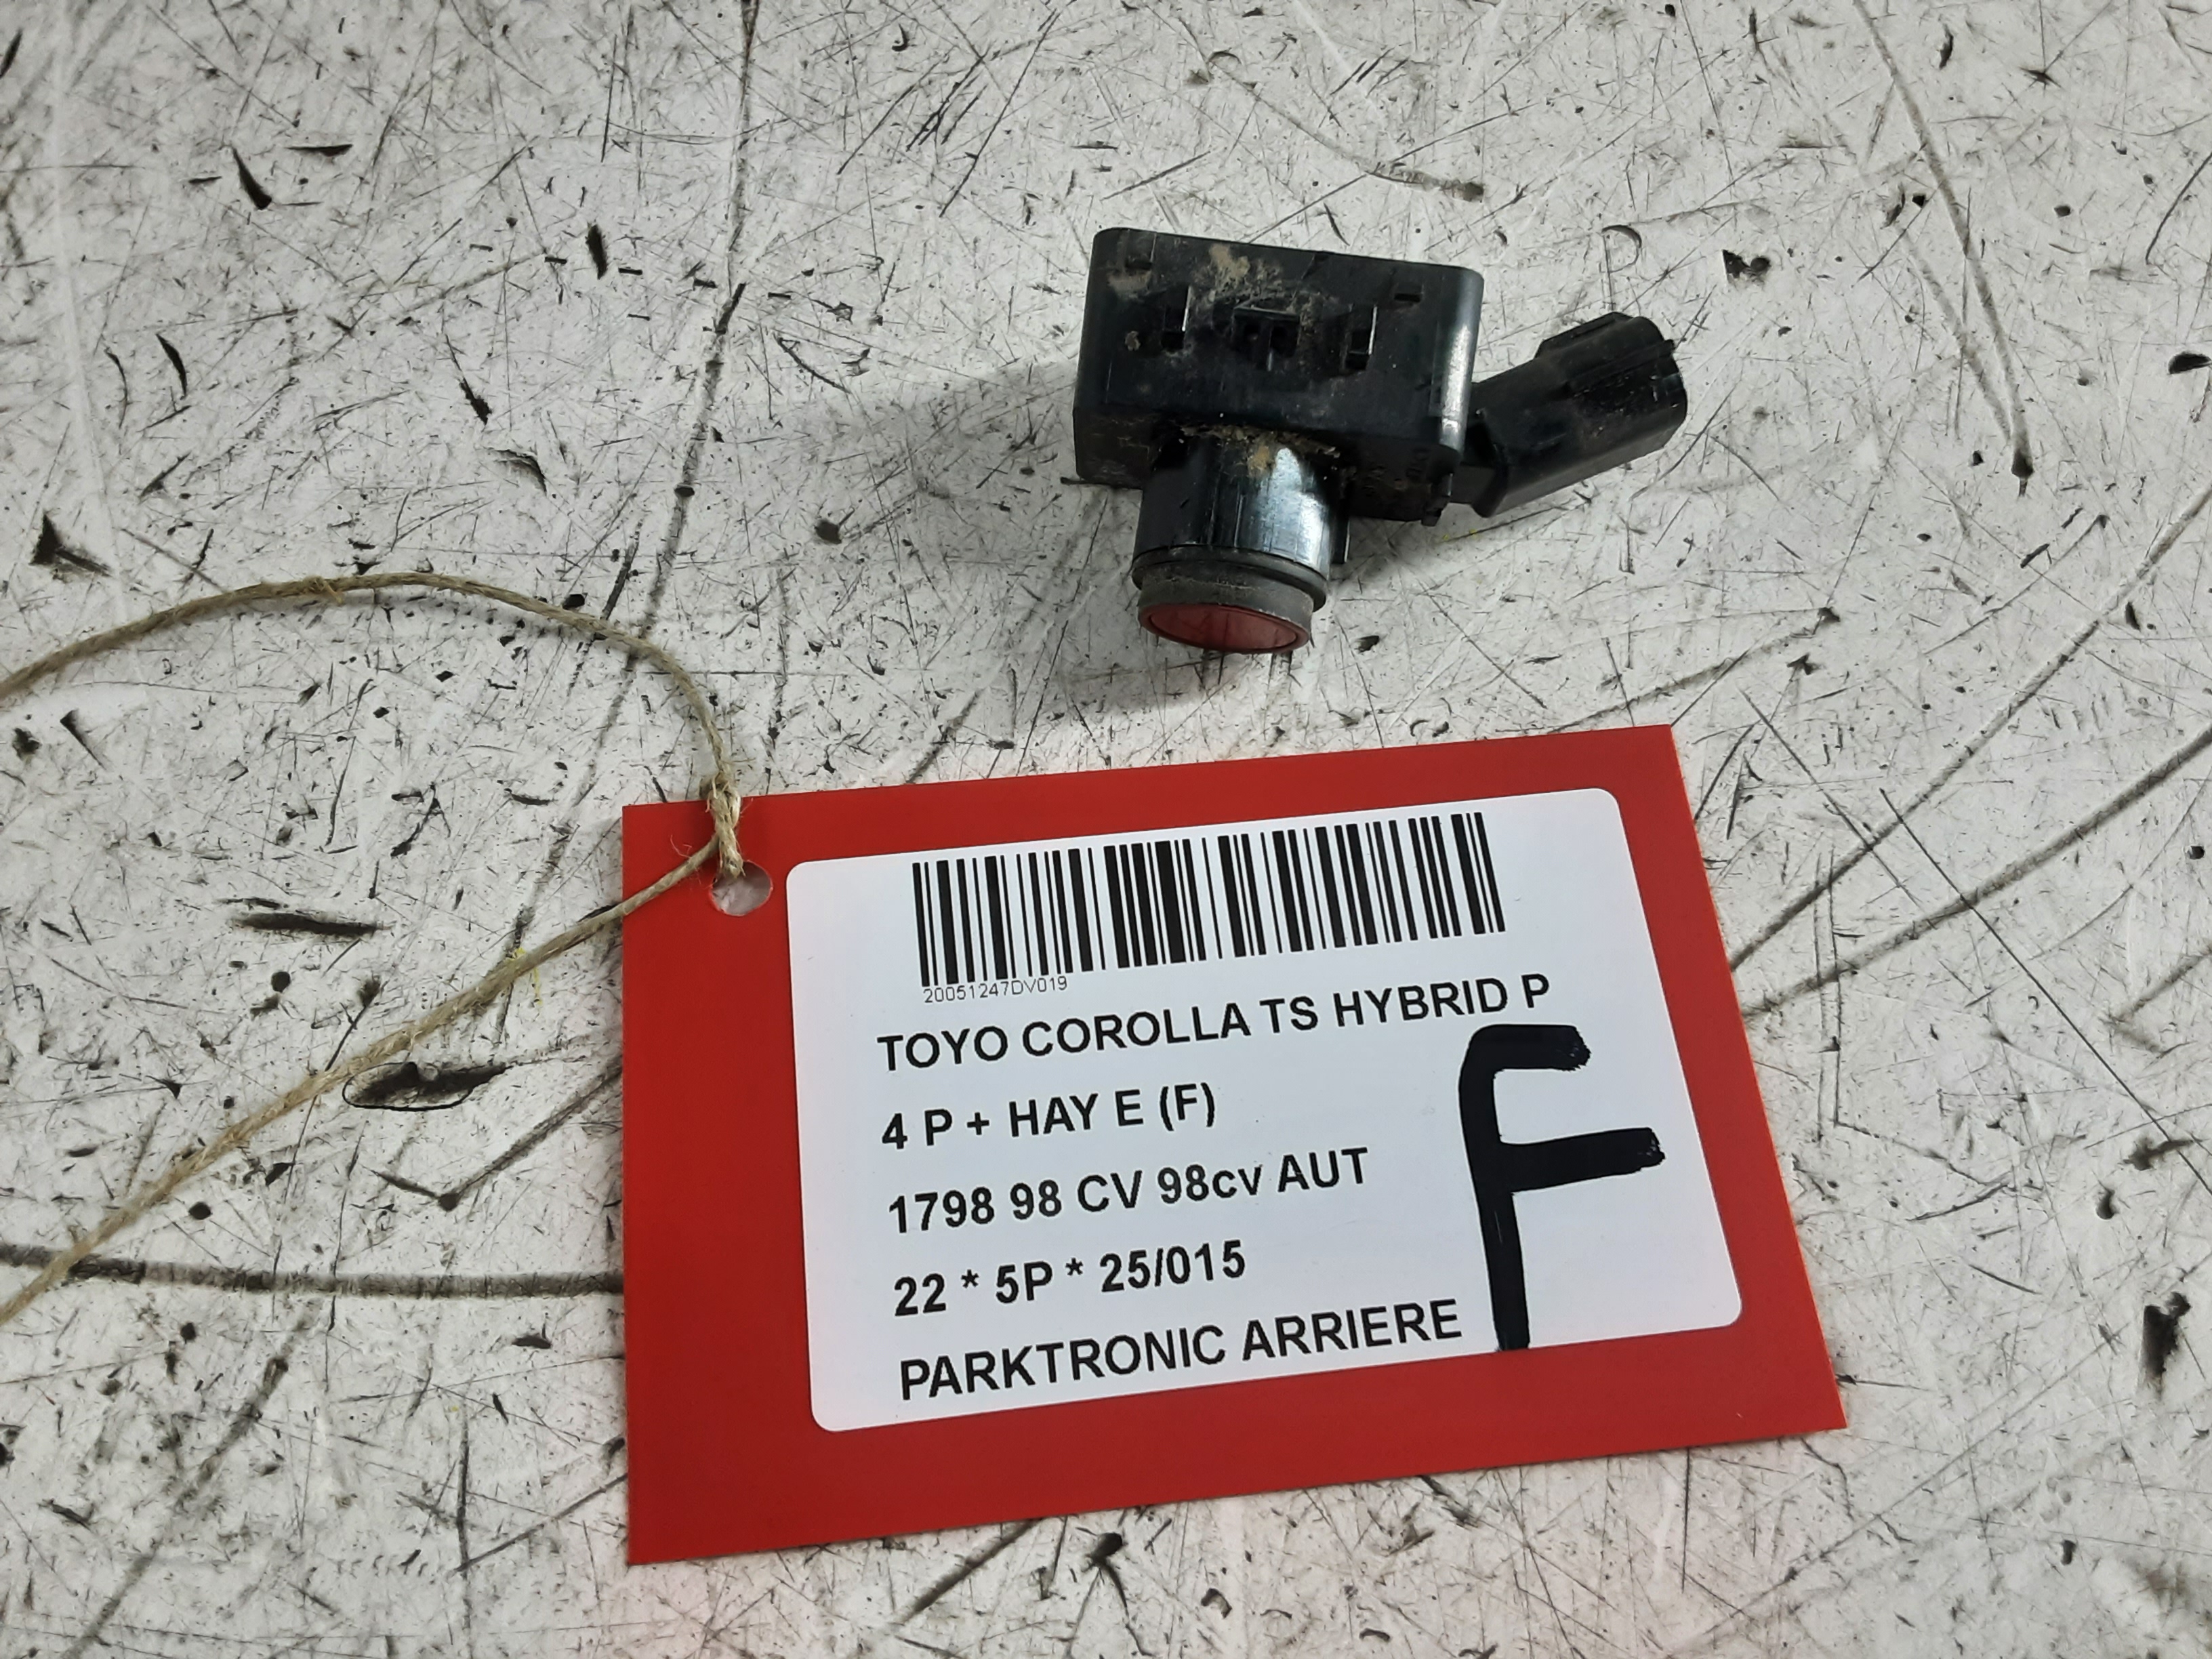 20051247DV019
TOYO COROLLA TS HYBRID P
4 P + HAY E (F)
1798 98 CV 98cv AUT
22 * 5P * 25/015
PARKTRONIC ARRIERE
F